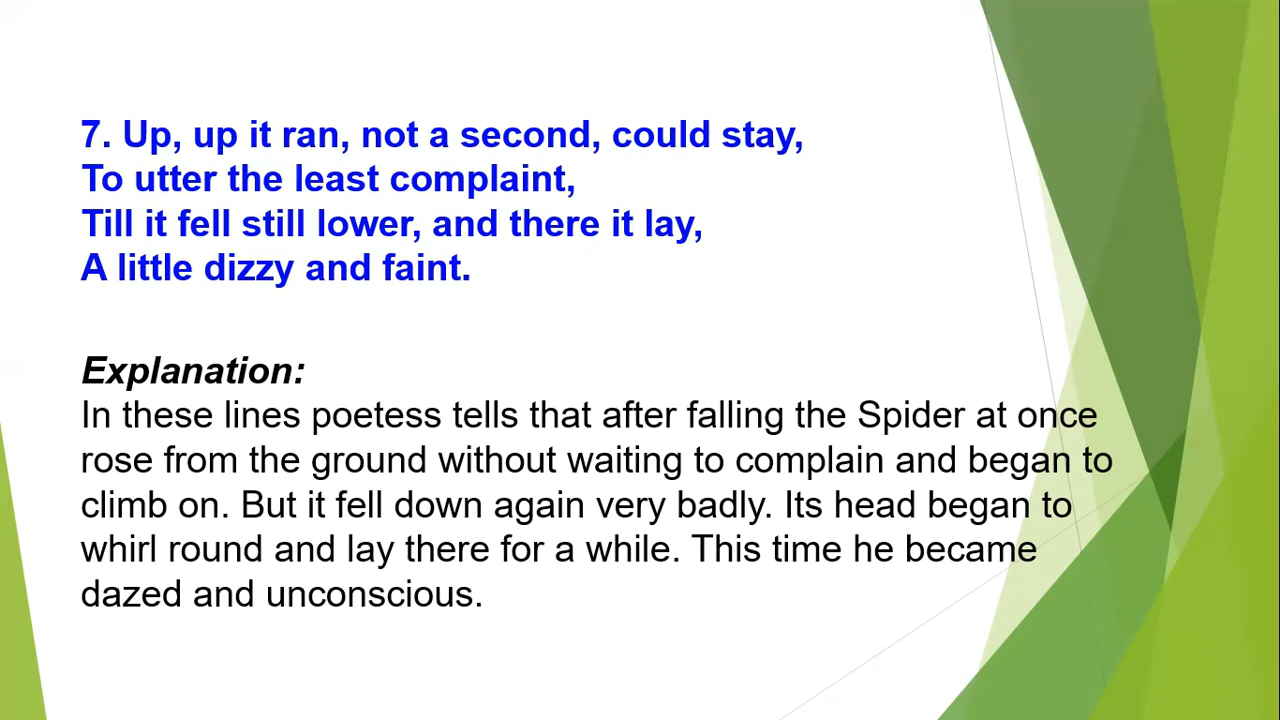 7. Up, up it ran, not a second, could stay,
To utter the least complaint,
Till it fell still lower, and there it lay,
A little dizzy and faint.
Explanation:
In these lines poetess tells that after falling the Spider at once
rose from the ground without waiting to complain and began to
climb on. But it fell down again very badly. Its head began to
whirl round and lay there for a while. This time he became
dazed and unconscious.